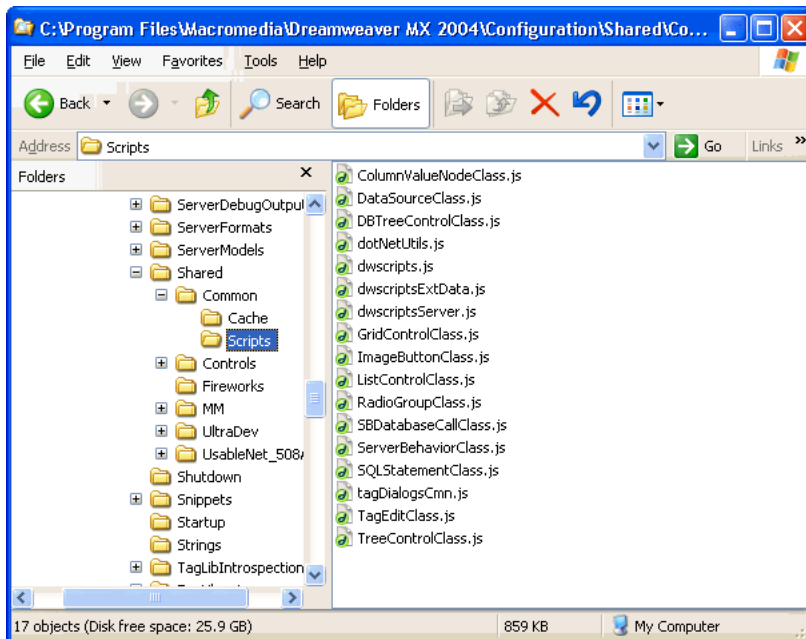 C:\Program Files\Macromedia\Dreamweaver MX 2004\Configuration\Shared\Co...
File Edit View Favorites Tools Help
Back Search Folders
Address Scripts Go Links »
Folders x
ServerDebugOutput
ServerFormats
ServerModels
Shared
Common
Cache
Scripts
Controls
Fireworks
MM
UltraDev
UsableNet_508
Shutdown
Snippets
Startup
Strings
TagLibIntrospection
ColumnValueNodeClass.js
DataSourceClass.js
DBTreeControlClass.js
dotNetUtils.js
dwscripts.js
dwscriptsExtData.js
dwscriptsServer.js
GridControlClass.js
ImageButtonClass.js
ListControlClass.js
RadioGroupClass.js
SBDatabaseCallClass.js
ServerBehaviorClass.js
SQLStatementClass.js
tagDialogsCmn.js
TagEditClass.js
TreeControlClass.js
17 objects (Disk free space: 25.9 GB) 859 KB My Computer